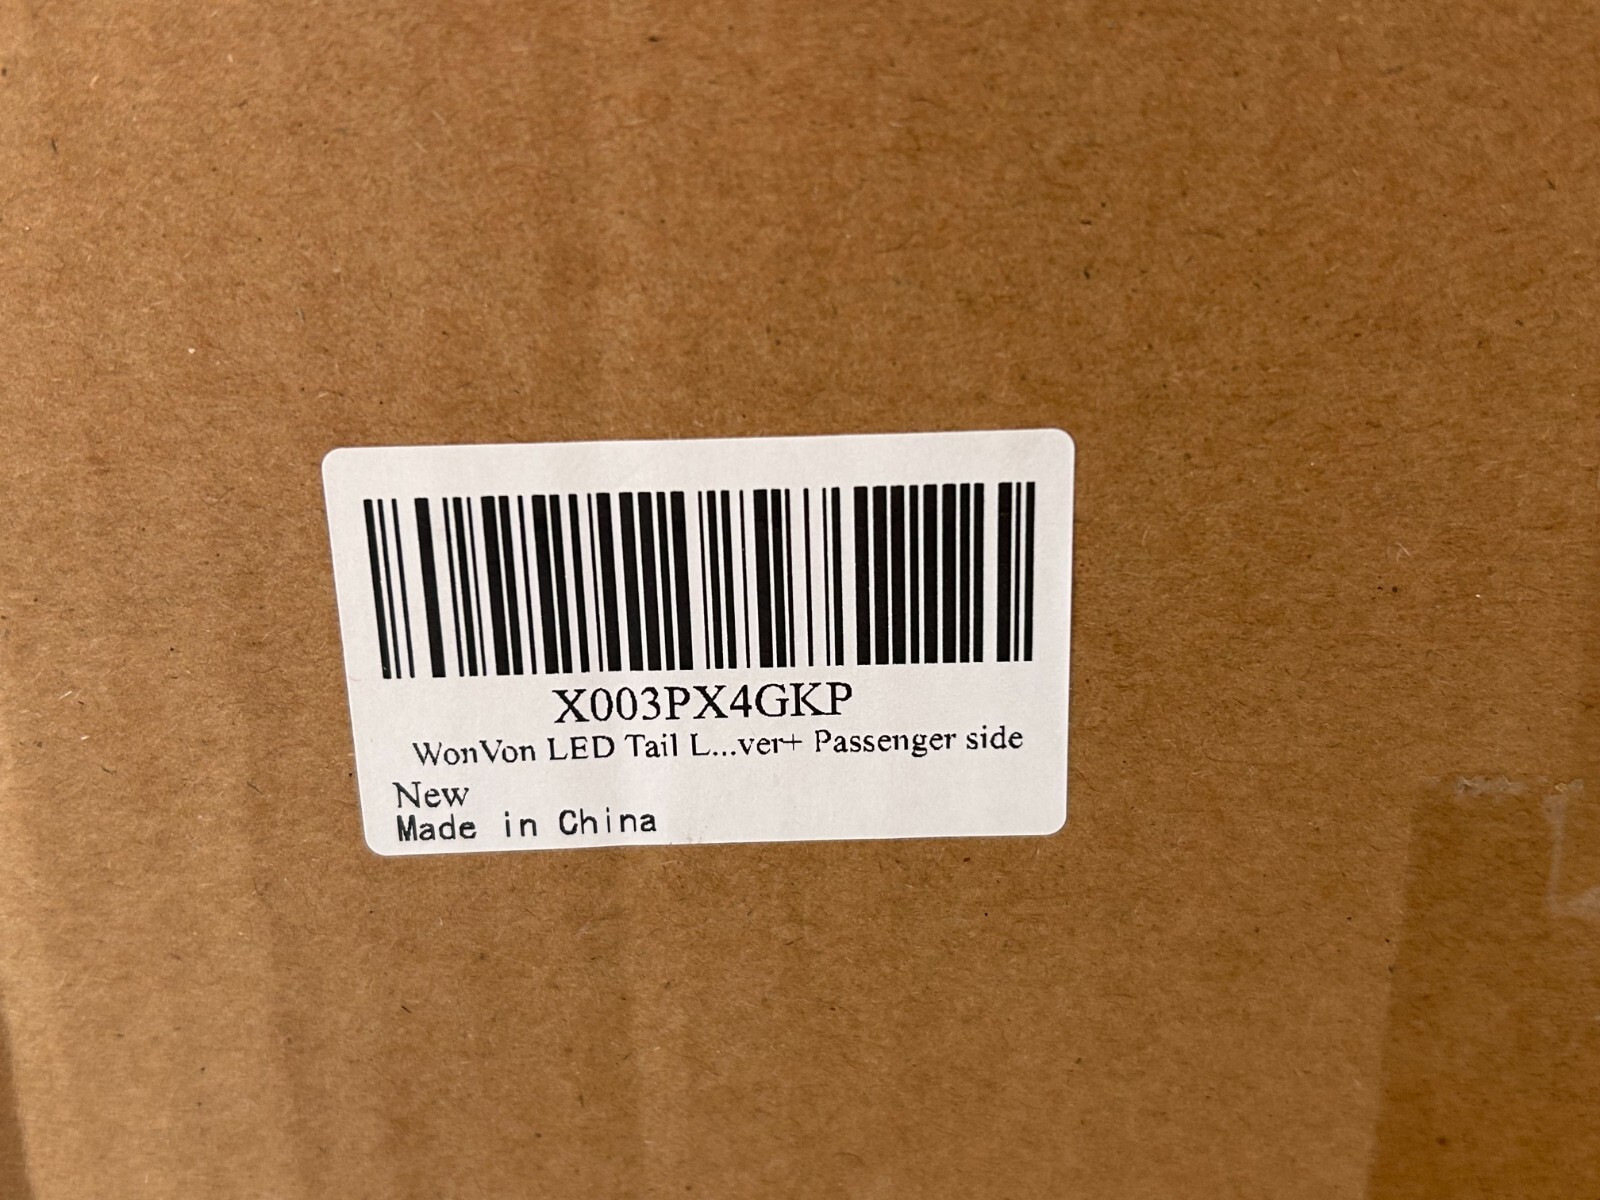 X003PX4GKP
WonVon LED Tail L...ver+ Passenger side
New
Made in China